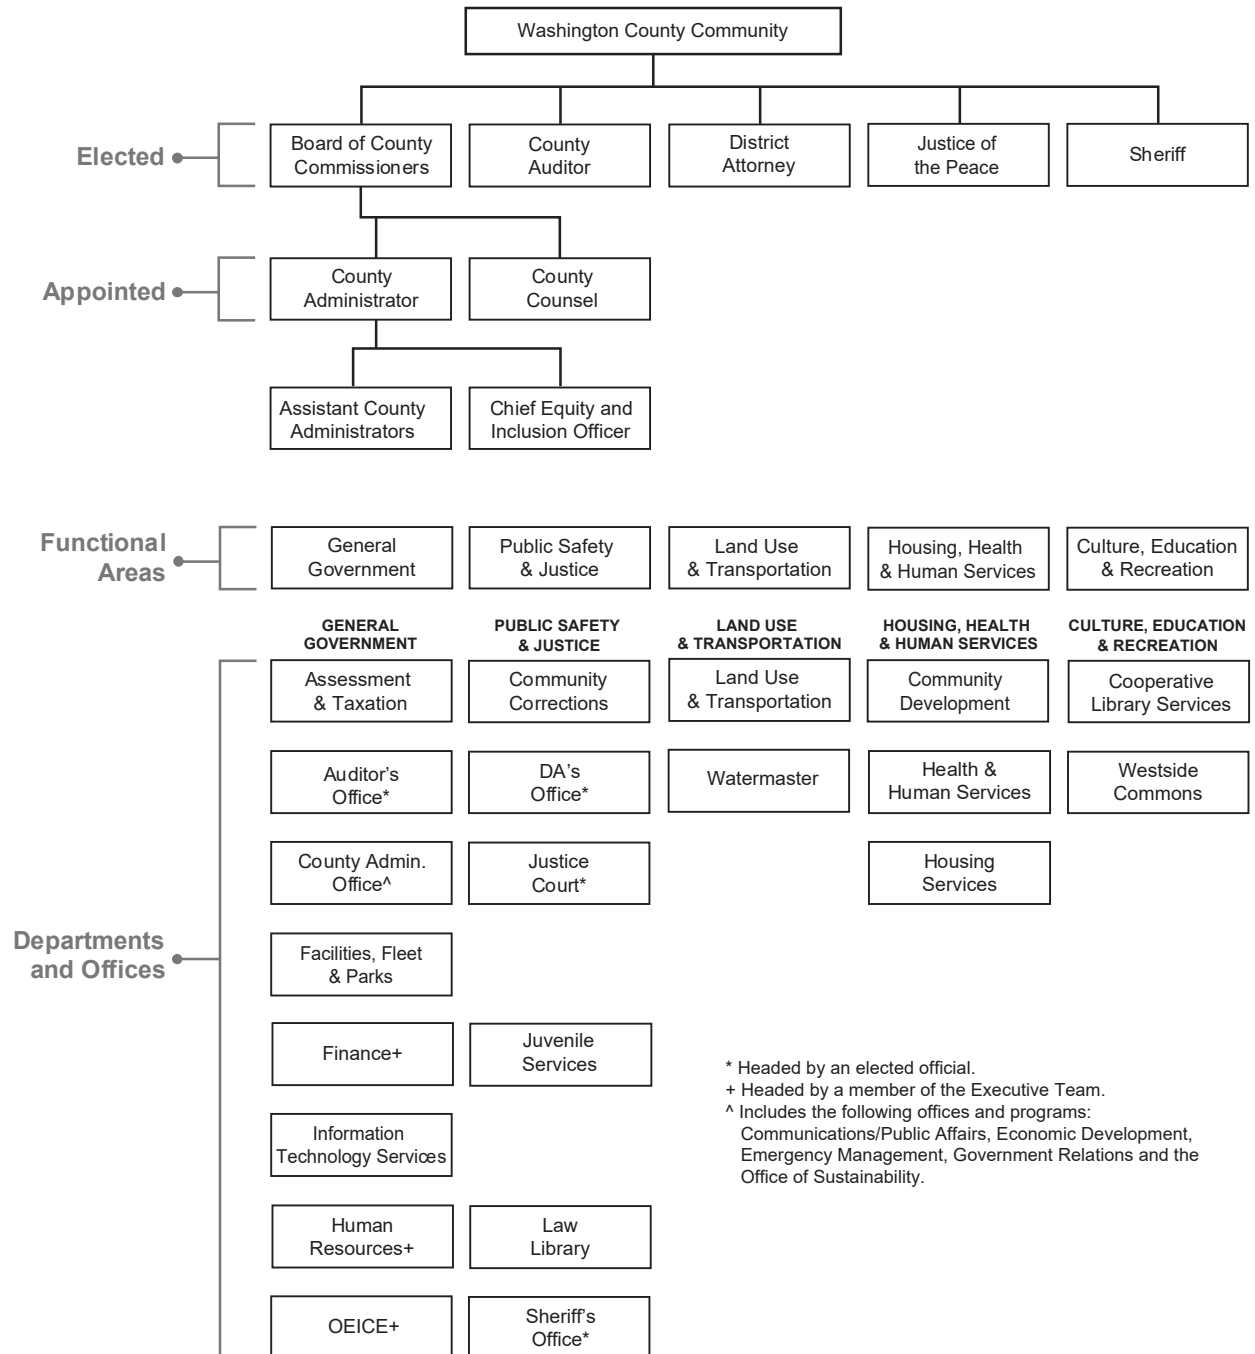 Washington County Community
Elected
Board of County
Commissioners
County
Auditor
District
Attorney
Justice of
the Peace
Sheriff
Appointed
County
Administrator
County
Counsel
Assistant County
Administrators
Chief Equity and
Inclusion Officer
Functional
Areas
General
Government
Public Safety
& Justice
Land Use
& Transportation
Housing, Health
& Human Services
Culture, Education
& Recreation
Departments
and Offices
GENERAL
GOVERNMENT
Assessment
& Taxation
Auditor's
Office*
County Admin.
Office^
Facilities, Fleet
& Parks
Finance+
Information
Technology Services
Human
Resources+
OEICE+
PUBLIC SAFETY
& JUSTICE
Community
Corrections
DA's
Office*
Justice
Court*
Juvenile
Services
Law
Library
Sheriff's
Office*
LAND USE
& TRANSPORTATION
Land Use
& Transportation
Watermaster
HOUSING, HEALTH
& HUMAN SERVICES
Community
Development
Health &
Human Services
Housing
Services
CULTURE, EDUCATION
& RECREATION
Cooperative
Library Services
Westside
Commons
* Headed by an elected official.
+ Headed by a member of the Executive Team.
^ Includes the following offices and programs:
Communications/Public Affairs, Economic Development,
Emergency Management, Government Relations and the
Office of Sustainability.